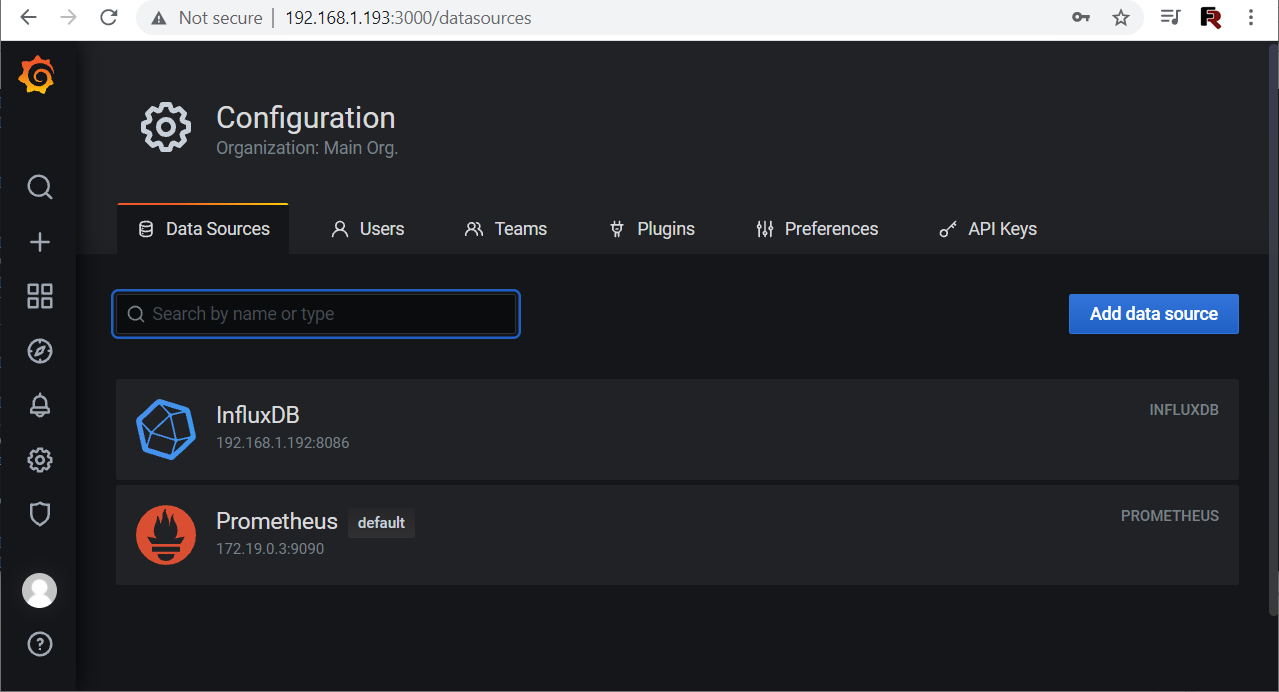 Not secure | 192.168.1.193:3000/datasources
Configuration
Organization: Main Org.
Data Sources Users Teams Plugins Preferences API Keys
Search by name or type Add data source
InfluxDB INFLUXDB
192.168.1.192:8086
Prometheus default PROMETHEUS
172.19.0.3:9090